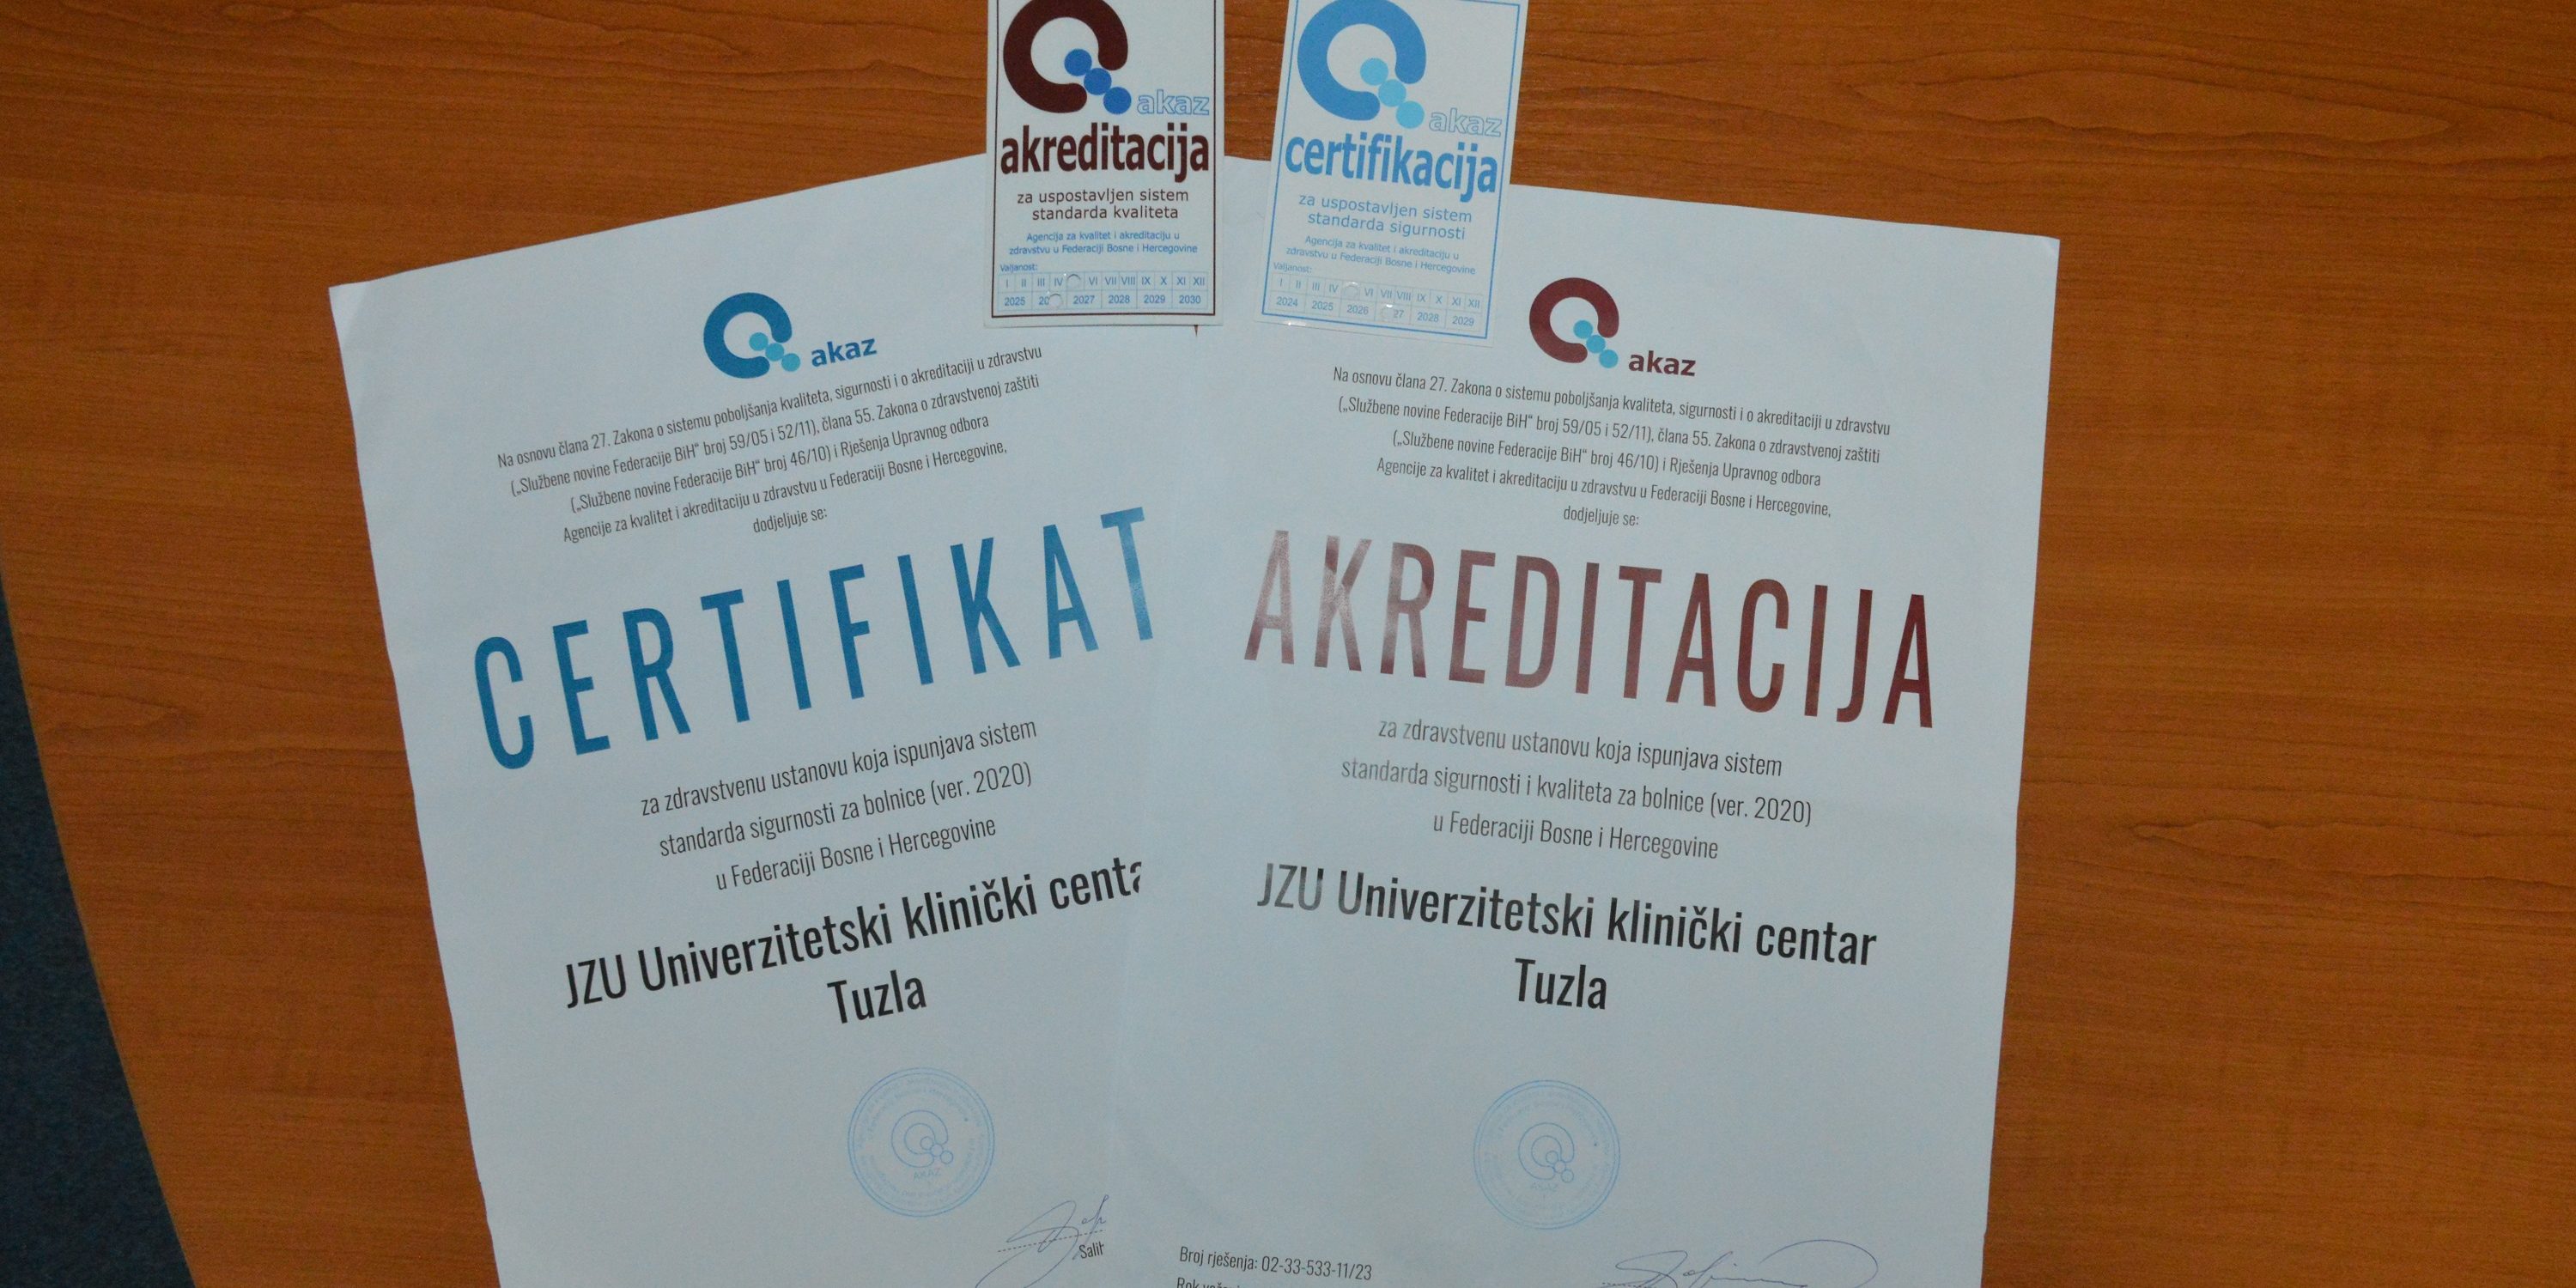 akaz
akreditacija
za uspostavljen sistem
standarda kvaliteta
Agencija za kvalitet i akreditaciju u
zdravstvu u Federaciji Bosne i Hercegovine
Valjanost:
I II III IV VI VII VIII IX X XI XII
2025 20 2027 2028 2029 2030
akaz
certifikacija
za uspostavljen sistem
standarda sigurnosti
Agencija za kvalitet i akreditaciju u
zdravstvu u Federaciji Bosne i Hercegovine
Valjanost:
I II III IV VI VII VIII IX X XI XII
2024 2025 2026 27 2028 2029
akaz
Na osnovu člana 27. Zakona o sistemu poboljšanja kvaliteta, sigurnosti i o akreditaciji u zdravstvu
(„Službene novine Federacije BiH“ broj 59/05 i 52/11), člana 55. Zakona o zdravstvenoj zaštiti
(„Službene novine Federacije BiH“ broj 46/10) i Rješenja Upravnog odbora
Agencije za kvalitet i akreditaciju u zdravstvu u Federaciji Bosne i Hercegovine,
dodjeljuje se:
CERTIFIKAT
za zdravstvenu ustanovu koja ispunjava sistem
standarda sigurnosti za bolnice (ver. 2020)
u Federaciji Bosne i Hercegovine
JZU Univerzitetski klinički centa
Tuzla
AKAZ
Salih
akaz
Na osnovu člana 27. Zakona o sistemu poboljšanja kvaliteta, sigurnosti i o akreditaciji u zdravstvu
(„Službene novine Federacije BiH“ broj 59/05 i 52/11), člana 55. Zakona o zdravstvenoj zaštiti
(„Službene novine Federacije BiH“ broj 46/10) i Rješenja Upravnog odbora
Agencije za kvalitet i akreditaciju u zdravstvu u Federaciji Bosne i Hercegovine,
dodjeljuje se:
AKREDITACIJA
za zdravstvenu ustanovu koja ispunjava sistem
standarda sigurnosti i kvaliteta za bolnice (ver. 2020)
u Federaciji Bosne i Hercegovine
JZU Univerzitetski klinički centar
Tuzla
AKAZ
Broj rješenja: 02-33-533-11/23
Rok